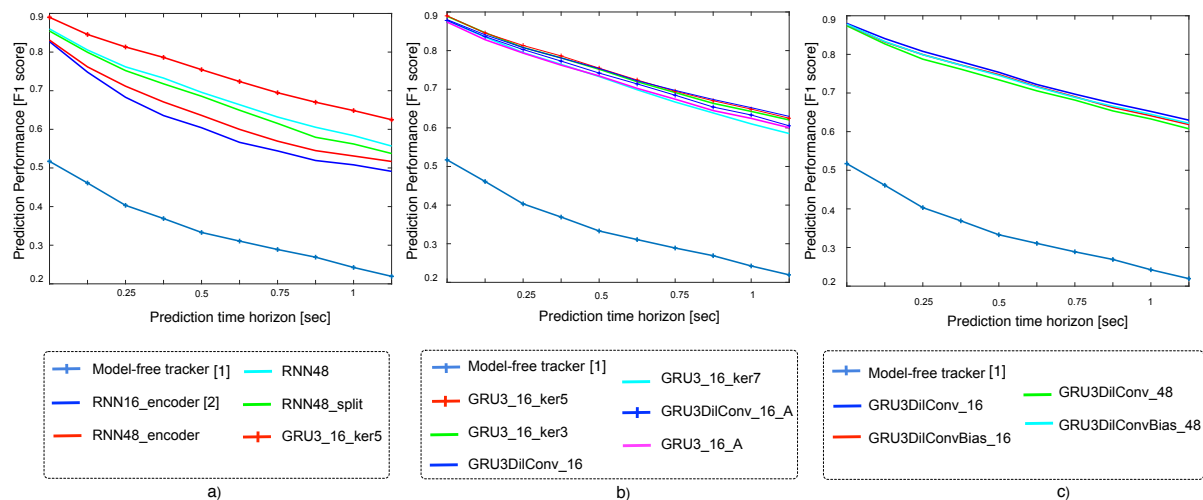 0.9
0.8
0.7
0.6
0.5
0.4
0.3
0.2
Prediction Performance [F1 score]
0.25 0.5 0.75 1
Prediction time horizon [sec]
Model-free tracker [1]
RNN16_encoder [2]
RNN48_encoder
RNN48
RNN48_split
GRU3_16_ker5
a)
0.9
0.8
0.7
0.6
0.5
0.4
0.3
0.2
Prediction Performance [F1 score]
0.25 0.5 0.75 1
Prediction time horizon [sec]
Model-free tracker [1]
GRU3_16_ker5
GRU3_16_ker3
GRU3DilConv_16
GRU3_16_ker7
GRU3DilConv_16_A
GRU3_16_A
b)
0.9
0.8
0.7
0.6
0.5
0.4
0.3
0.2
Prediction Performance [F1 score]
0.25 0.5 0.75 1
Prediction time horizon [sec]
Model-free tracker [1]
GRU3DilConv_16
GRU3DilConvBias_16
GRU3DilConv_48
GRU3DilConvBias_48
c)